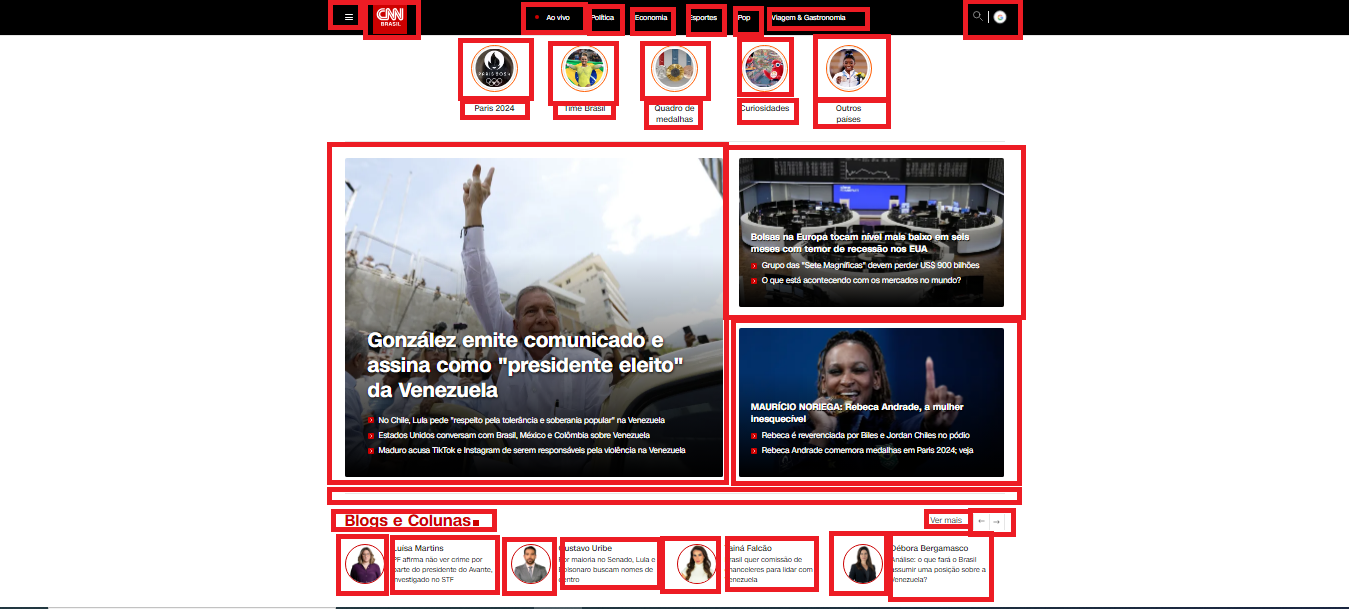 CNN
BRASIL
Ao vivo
Política
Economia
Esportes
Pop
Viagem & Gastronomia
PARIS 2024
Paris 2024
Time Brasil
Quadro de
medalhas
Curiosidades
Outros
países
González emite comunicado e
assina como "presidente eleito"
da Venezuela
No Chile, Lula pede "respeito pela tolerância e soberania popular" na Venezuela
Estados Unidos conversam com Brasil, México e Colômbia sobre Venezuela
Maduro acusa TikTok e Instagram de serem responsáveis pela violência na Venezuela
Bolsas na Europa tocam nível mais baixo em seis
meses com temor de recessão nos EUA
Grupo das "Sete Magníficas" devem perder US$ 900 bilhões
O que está acontecendo com os mercados no mundo?
MAURÍCIO NORIEGA: Rebeca Andrade, a mulher
inesquecível
Rebeca é reverenciada por Biles e Jordan Chiles no pódio
Rebeca Andrade comemora medalhas em Paris 2024; veja
Blogs e Colunas
Ver mais
← →
Luísa Martins
PF afirma não ver crime por
parte do presidente do Avante,
investigado no STF
Gustavo Uribe
Por maioria no Senado, Lula e
Bolsonaro buscam nomes de
centro
Tainá Falcão
Brasil quer comissão de
chanceleres para lidar com
Venezuela
Débora Bergamasco
Análise: o que fará o Brasil
assumir uma posição sobre a
Venezuela?